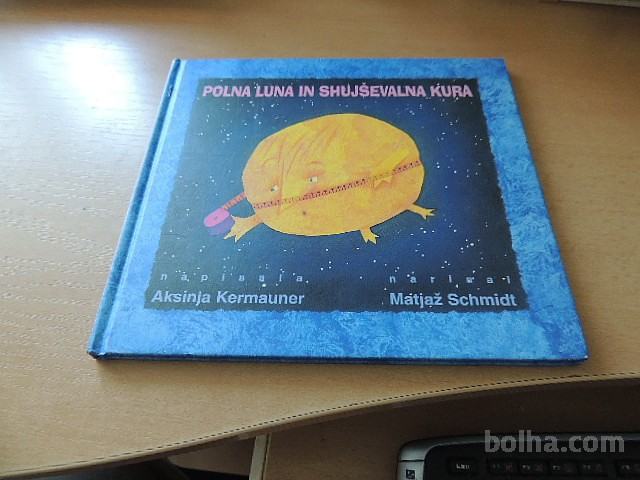 POLNA LUNA IN SHUJŠEVALNA KURA
napisala narisal
Aksinja Kermauner Matjaž Schmidt
bolha.com